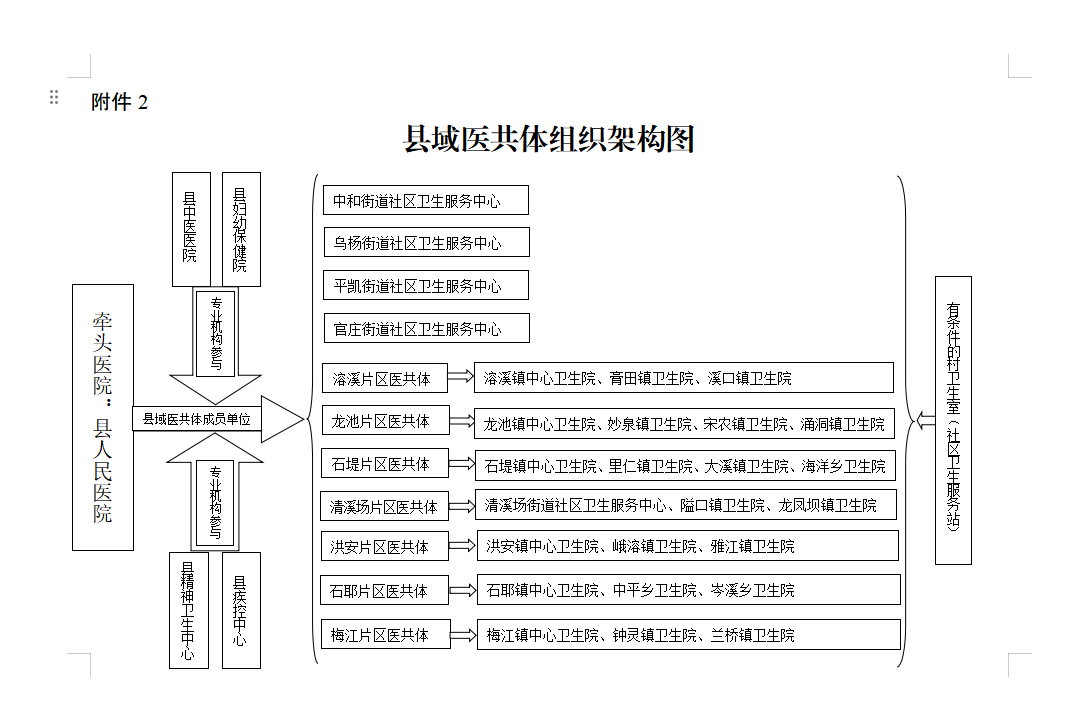 附件 2
县域医共体组织架构图
牵头医院：县人民医院
县中医医院
县妇幼保健院
专业机构参与
县域医共体成员单位
专业机构参与
县精神卫生中心
县疾控中心
中和街道社区卫生服务中心
乌杨街道社区卫生服务中心
平凯街道社区卫生服务中心
官庄街道社区卫生服务中心
溶溪片区医共体
溶溪镇中心卫生院、膏田镇卫生院、溪口镇卫生院
龙池片区医共体
龙池镇中心卫生院、妙泉镇卫生院、宋农镇卫生院、涌洞镇卫生院
石堤片区医共体
石堤镇中心卫生院、里仁镇卫生院、大溪镇卫生院、海洋乡卫生院
清溪场片区医共体
清溪场街道社区卫生服务中心、隘口镇卫生院、龙凤坝镇卫生院
洪安片区医共体
洪安镇中心卫生院、峨溶镇卫生院、雅江镇卫生院
石耶片区医共体
石耶镇中心卫生院、中平乡卫生院、岑溪乡卫生院
梅江片区医共体
梅江镇中心卫生院、钟灵镇卫生院、兰桥镇卫生院
有条件的村卫生室（社区卫生服务站）